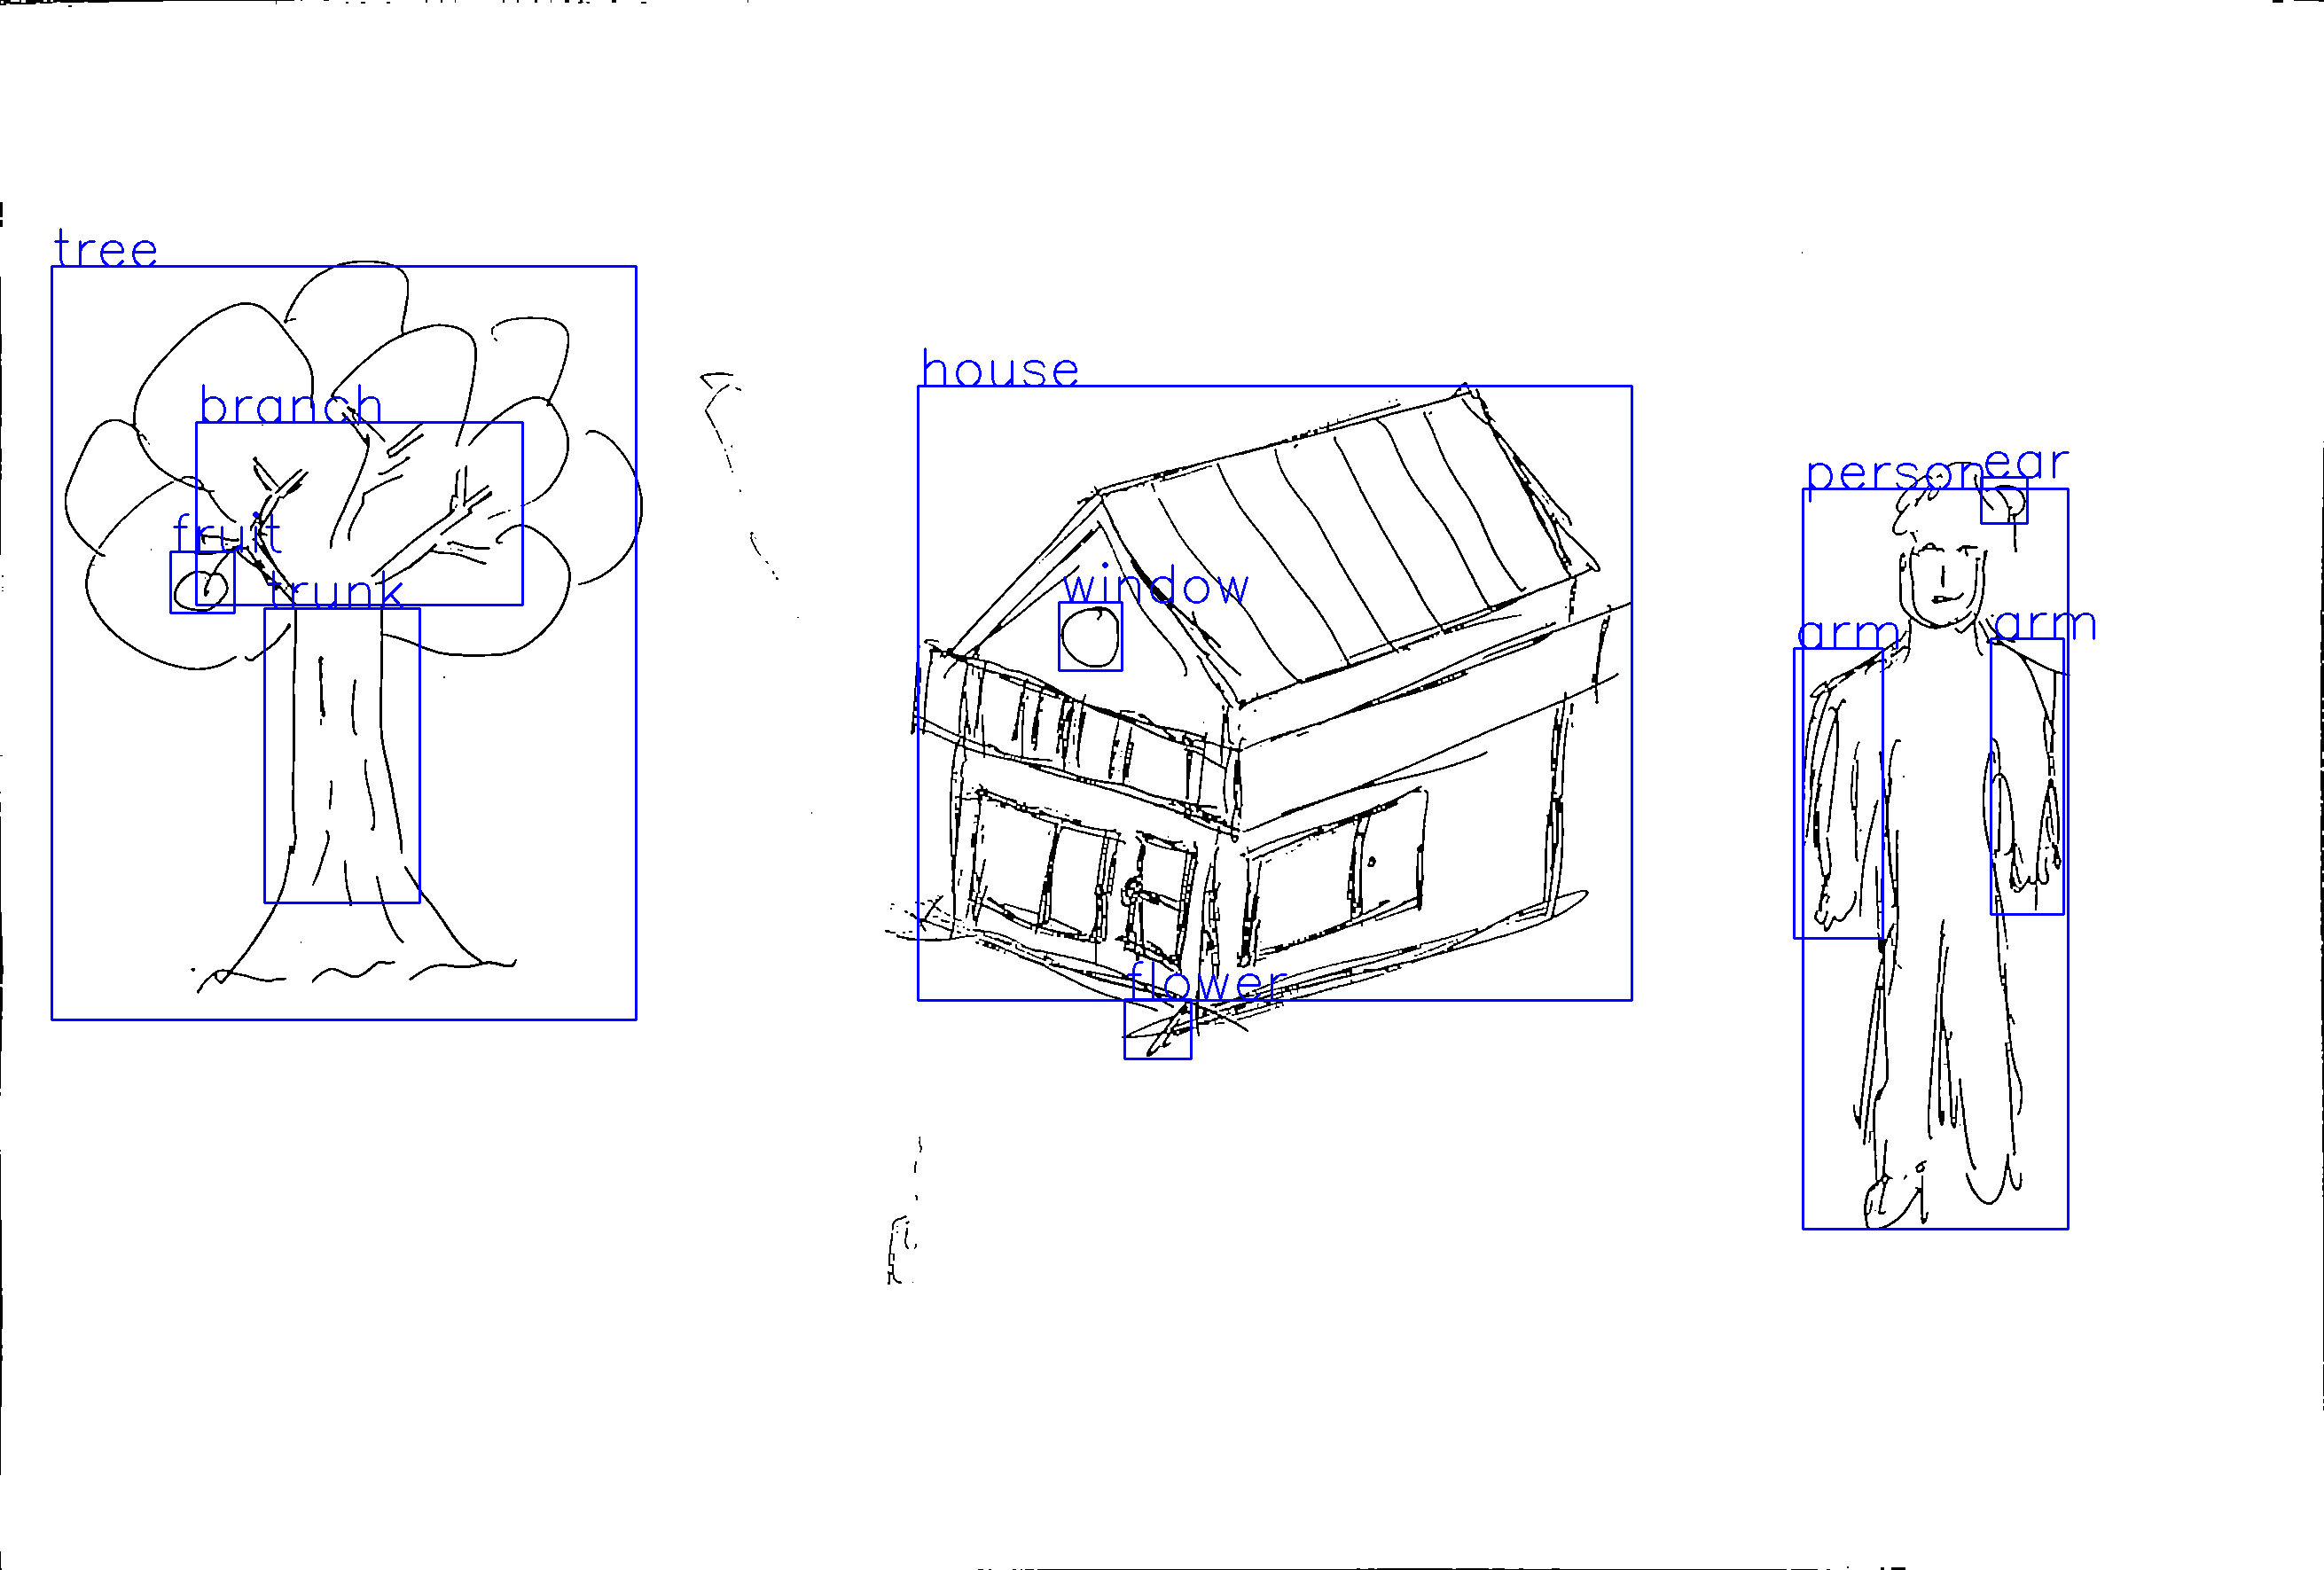 tree
house
branch
person
ear
fruit
trunk
window
arm
arm
flower